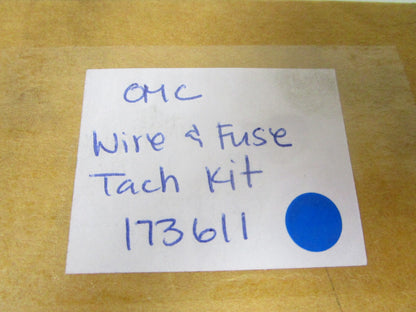 OMC
Wire & Fuse
Tach Kit
173611